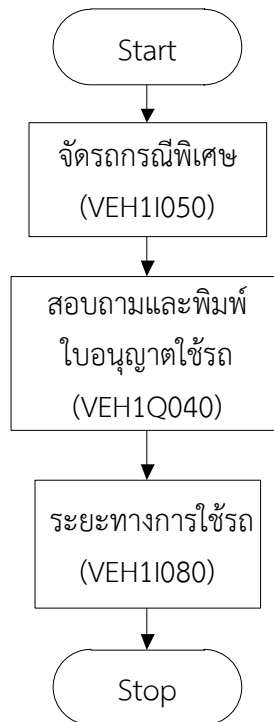 Start
จัดรถกรณีพิเศษ
(VEH1I050)
สอบถามและพิมพ์
ใบอนุญาตใช้รถ
(VEH1Q040)
ระยะทางการใช้รถ
(VEH1I080)
Stop